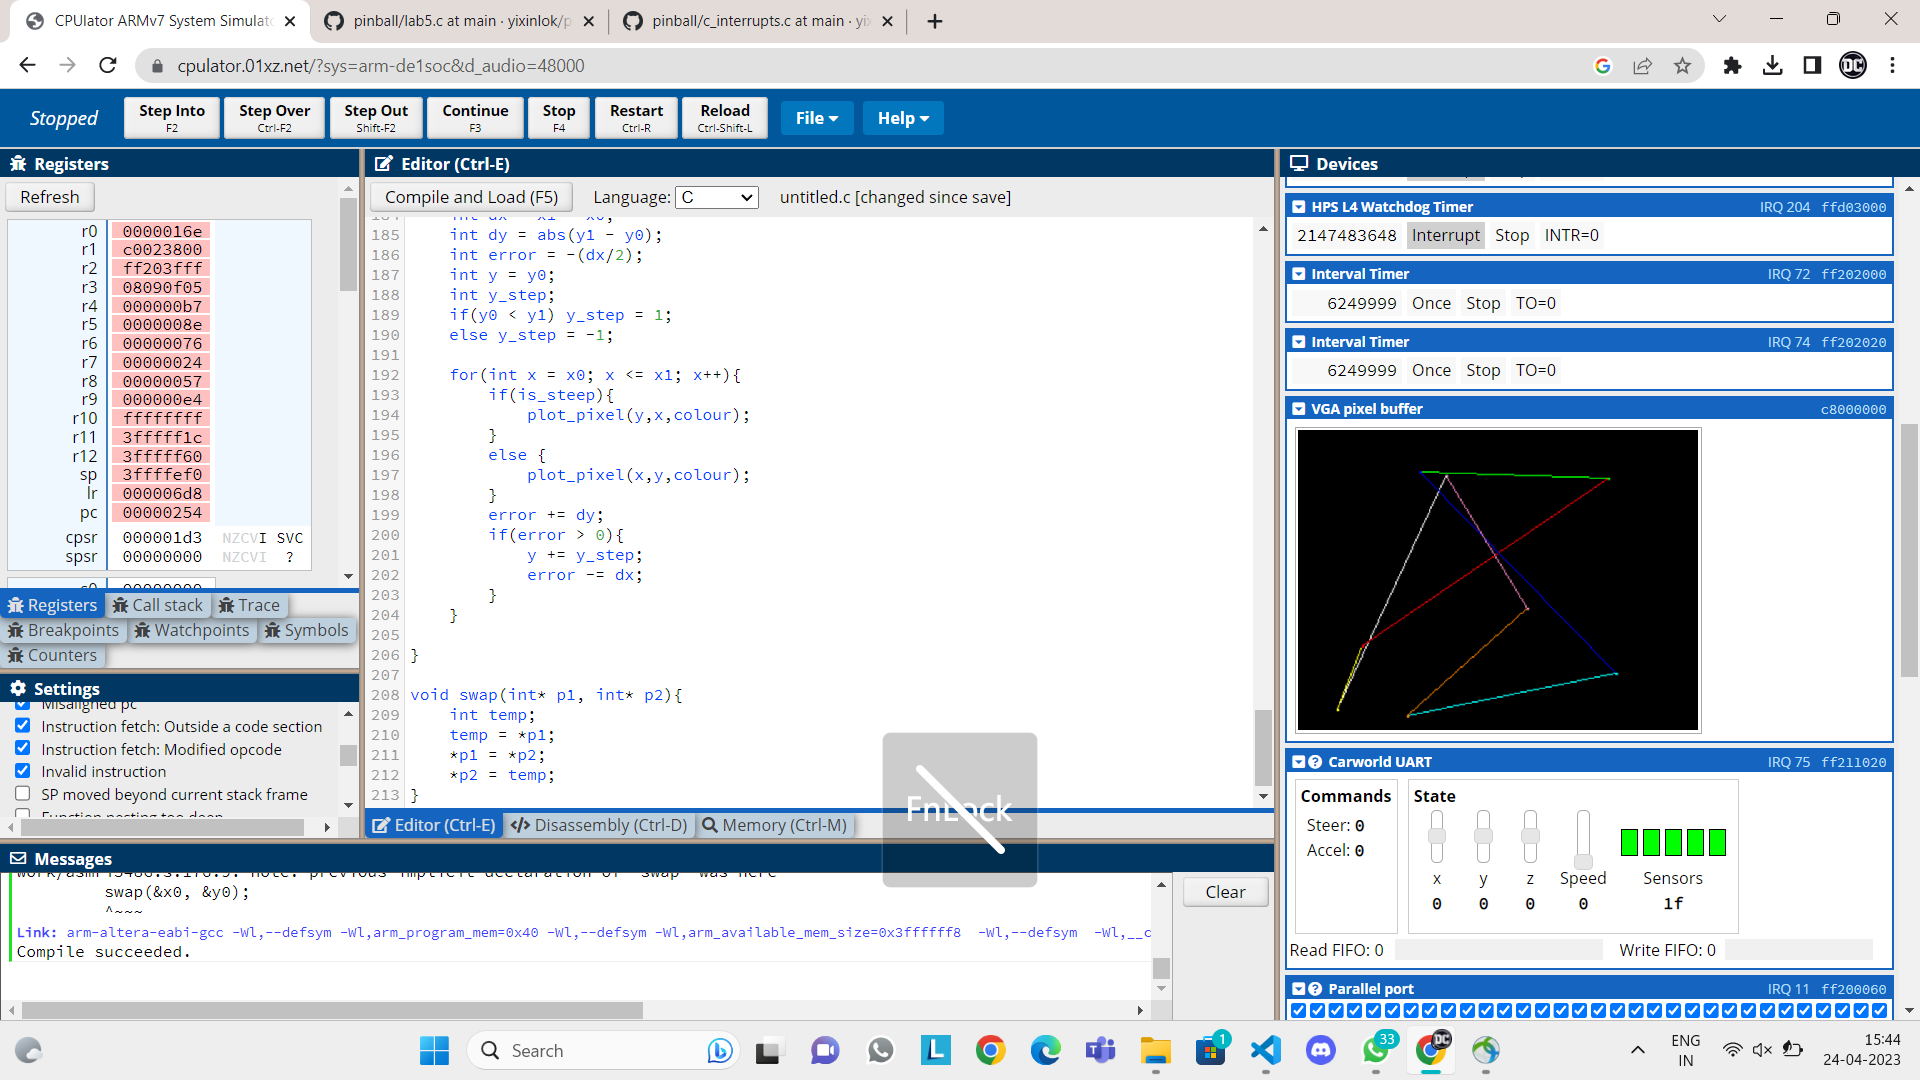 CPUlator ARMv7 System Simulato
pinball/lab5.c at main · yixinlok/p
pinball/c_interrupts.c at main · yi
cpulator.01xz.net/?sys=arm-de1soc&d_audio=48000
Stopped
Step Into
F2
Step Over
Ctrl-F2
Step Out
Shift-F2
Continue
F3
Stop
F4
Restart
Ctrl-R
Reload
Ctrl-Shift-L
File
Help
Registers
Refresh
r0 0000016e
r1 c0023800
r2 ff203fff
r3 08090f05
r4 000000b7
r5 0000008e
r6 00000076
r7 00000024
r8 00000057
r9 000000e4
r10 ffffffff
r11 3fffff1c
r12 3fffff60
sp 3fffef0
lr 000006d8
pc 00000254
cpsr 000001d3 NZCVI SVC
spsr 00000000 NZCVI ?
s0 00000000
Registers Call stack Trace
Breakpoints Watchpoints Symbols
Counters
Settings
Misaligned pc
Instruction fetch: Outside a code section
Instruction fetch: Modified opcode
Invalid instruction
SP moved beyond current stack frame
Function nesting too deep
Editor (Ctrl-E)
Compile and Load (F5) Language: C untitled.c [changed since save]
184 int dx = x1 - x0;
185 int dy = abs(y1 - y0);
186 int error = -(dx/2);
187 int y = y0;
188 int y_step;
189 if(y0 < y1) y_step = 1;
190 else y_step = -1;
191
192 for(int x = x0; x <= x1; x++){
193 if(is_steep){
194 plot_pixel(y,x,colour);
195 }
196 else {
197 plot_pixel(x,y,colour);
198 }
199 error += dy;
200 if(error > 0){
201 y += y_step;
202 error -= dx;
203 }
204 }
205
206 }
207
208 void swap(int* p1, int* p2){
209 int temp;
210 temp = *p1;
211 *p1 = *p2;
212 *p2 = temp;
213 }
FnLock
Editor (Ctrl-E) Disassembly (Ctrl-D) Memory (Ctrl-M)
Messages
swap(&x0, &y0);
^~~~
Link: arm-altera-eabi-gcc -Wl,--defsym -Wl,arm_program_mem=0x40 -Wl,--defsym -Wl,arm_available_mem_size=0x3ffffff8 -Wl,--defsym -Wl,__c
Compile succeeded.
Clear
Devices
HPS L4 Watchdog Timer IRQ 204 ffd03000
2147483648 Interrupt Stop INTR=0
Interval Timer IRQ 72 ff202000
6249999 Once Stop TO=0
Interval Timer IRQ 74 ff202020
6249999 Once Stop TO=0
VGA pixel buffer c8000000
Carworld UART IRQ 75 ff211020
Commands
Steer: 0
Accel: 0
State
x y z Speed Sensors
0 0 0 0 1f
Read FIFO: 0 Write FIFO: 0
Parallel port IRQ 11 ff200060
Search
1
33
DC
ENG
IN
15:44
24-04-2023